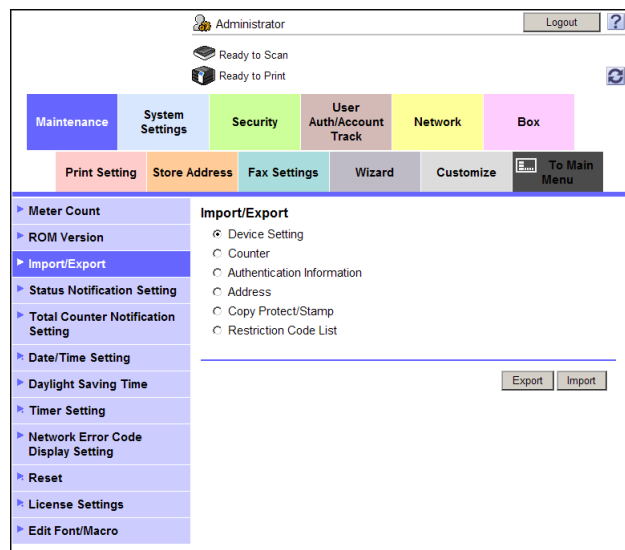 Administrator
Logout
?
Ready to Scan
Ready to Print
Maintenance
System
Settings
Security
User
Auth/Account
Track
Network
Box
Print Setting
Store Address
Fax Settings
Wizard
Customize
To Main
Menu
Meter Count
ROM Version
Import/Export
Status Notification Setting
Total Counter Notification
Setting
Date/Time Setting
Daylight Saving Time
Timer Setting
Network Error Code
Display Setting
Reset
License Settings
Edit Font/Macro
Import/Export
Device Setting
Counter
Authentication Information
Address
Copy Protect/Stamp
Restriction Code List
Export
Import